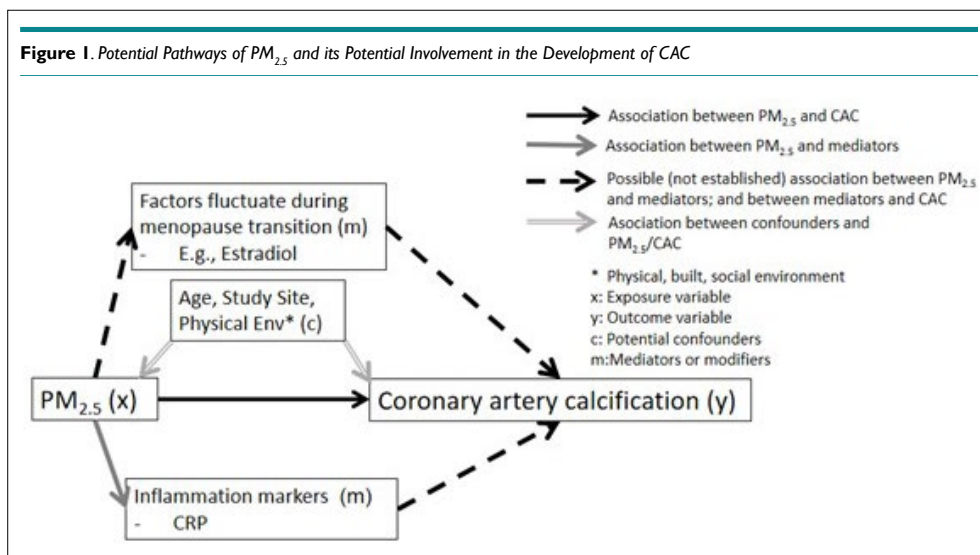 Figure 1. Potential Pathways of PM2.5 and its Potential Involvement in the Development of CAC
Association between PM2.5 and CAC
Association between PM2.5 and mediators
Possible (not established) association between PM2.5
and mediators; and between mediators and CAC
Asociation between confounders and
PM2.5/CAC
* Physical, built, social environment
x: Exposure variable
y: Outcome variable
c: Potential confounders
m:Mediators or modifiers
Factors fluctuate during
menopause transition (m)
- E.g., Estradiol
Age, Study Site,
Physical Env* (c)
PM2.5 (x)
Coronary artery calcification (y)
Inflammation markers (m)
- CRP